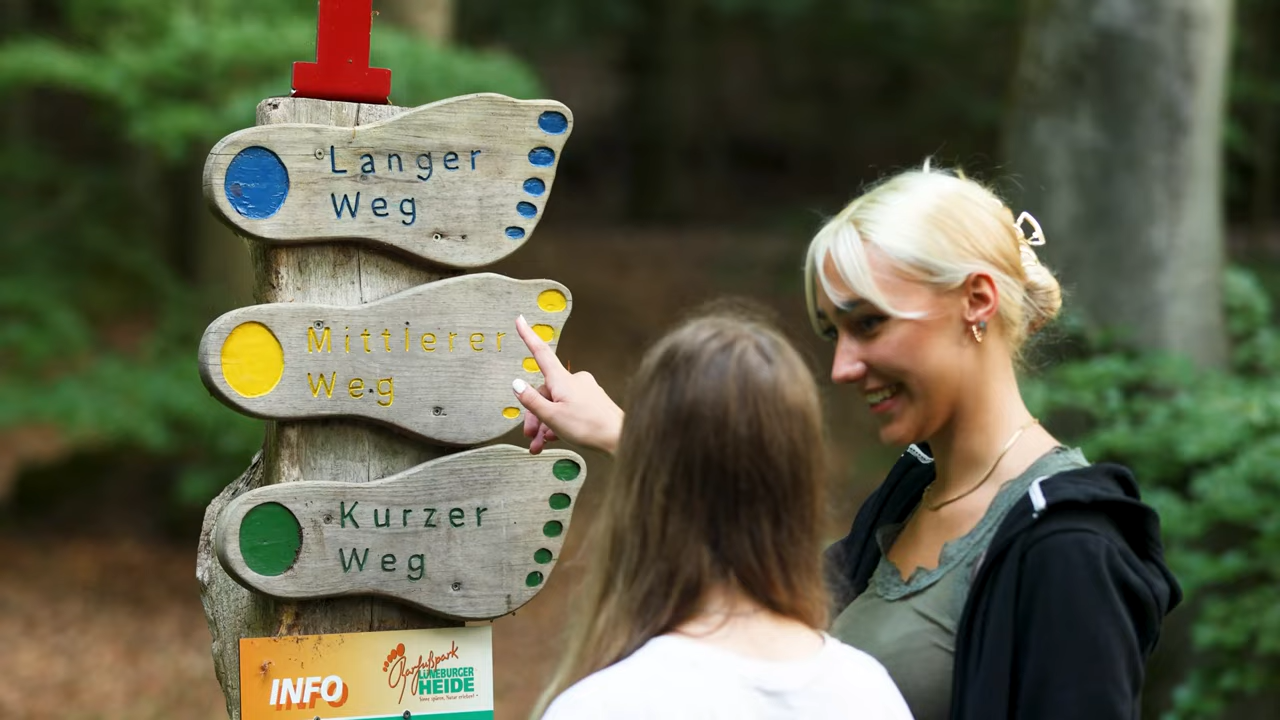 Langer
Weg
Mittlerer
Weg
Kurzer
Weg
INFO
Barfußpark
LÜNEBURGER
HEIDE